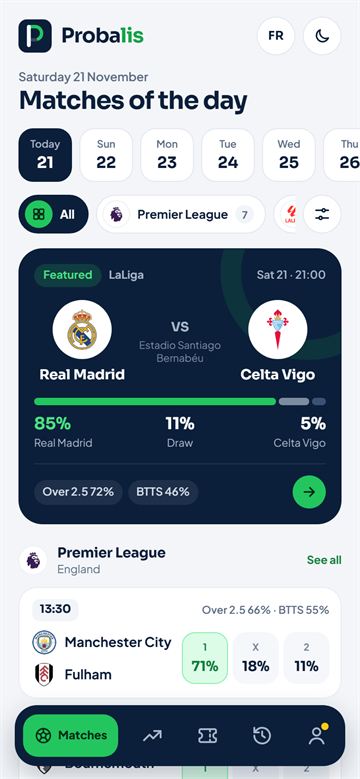 Probalis
FR
Saturday 21 November
Matches of the day
Today
21
Sun
22
Mon
23
Tue
24
Wed
25
Thu
26
All
Premier League 7
LALI
Featured LaLiga Sat 21 · 21:00
VS
Estadio Santiago
Bernabéu
Real Madrid
Celta Vigo
85% 11% 5%
Real Madrid Draw Celta Vigo
Over 2.5 72% BTTS 46%
Premier League
England
See all
13:30 Over 2.5 66% · BTTS 55%
Manchester City
Fulham
1
71%
X
18%
2
11%
Matches
Bournemouth